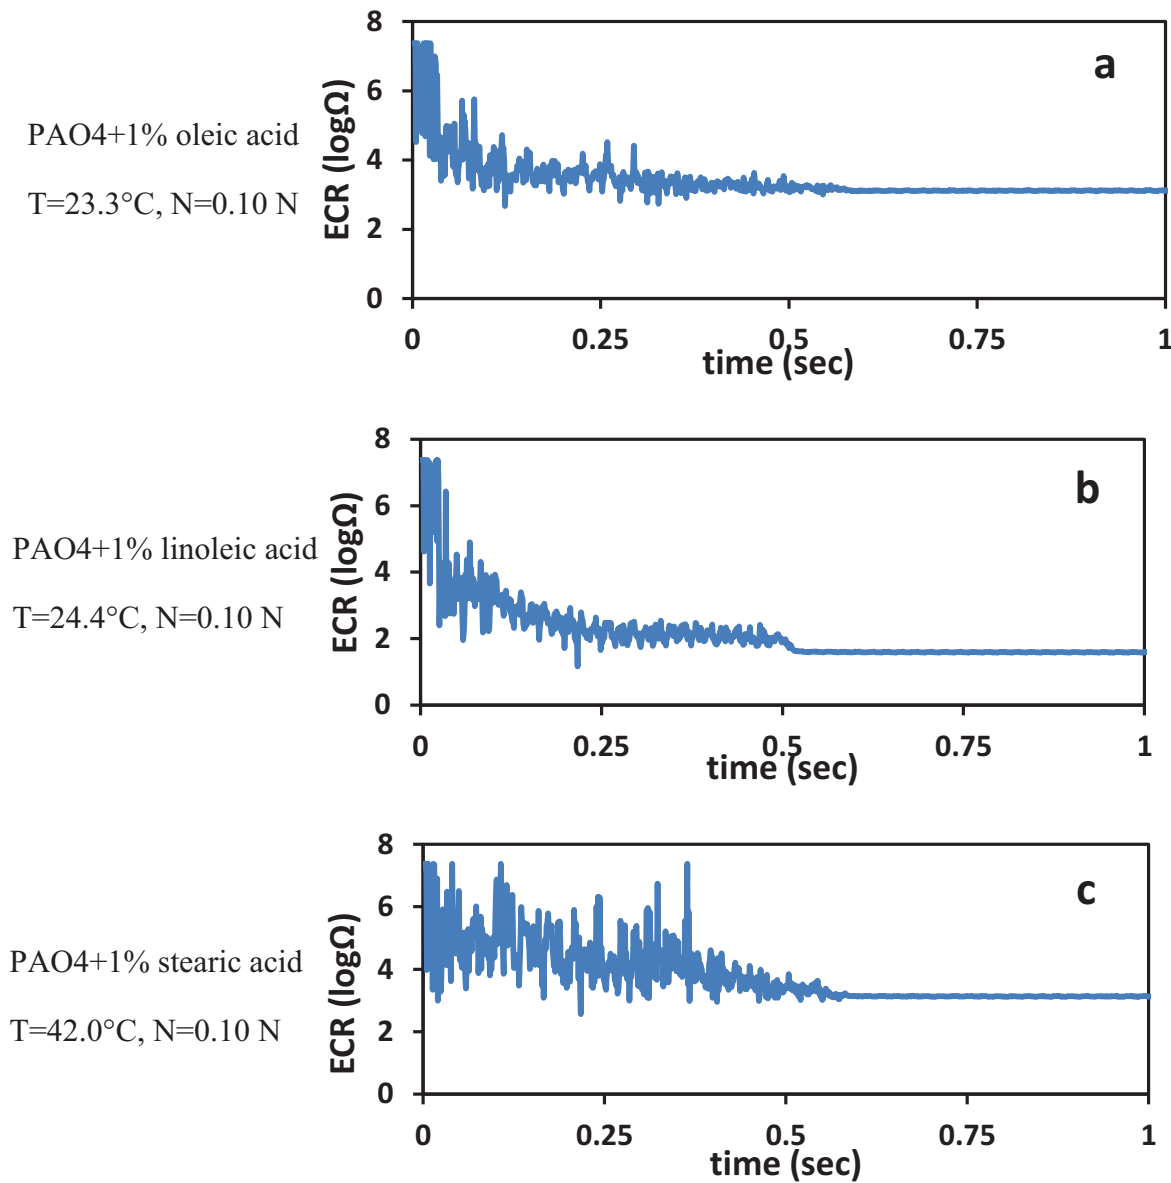 PAO4+1% oleic acid
T=23.3°C, N=0.10 N
ECR (logΩ)
8
6
4
2
0
a
0 0.25 0.5 0.75 1
time (sec)
PAO4+1% linoleic acid
T=24.4°C, N=0.10 N
ECR (logΩ)
8
6
4
2
0
b
0 0.25 0.5 0.75 1
time (sec)
PAO4+1% stearic acid
T=42.0°C, N=0.10 N
ECR (logΩ)
8
6
4
2
0
c
0 0.25 0.5 0.75 1
time (sec)